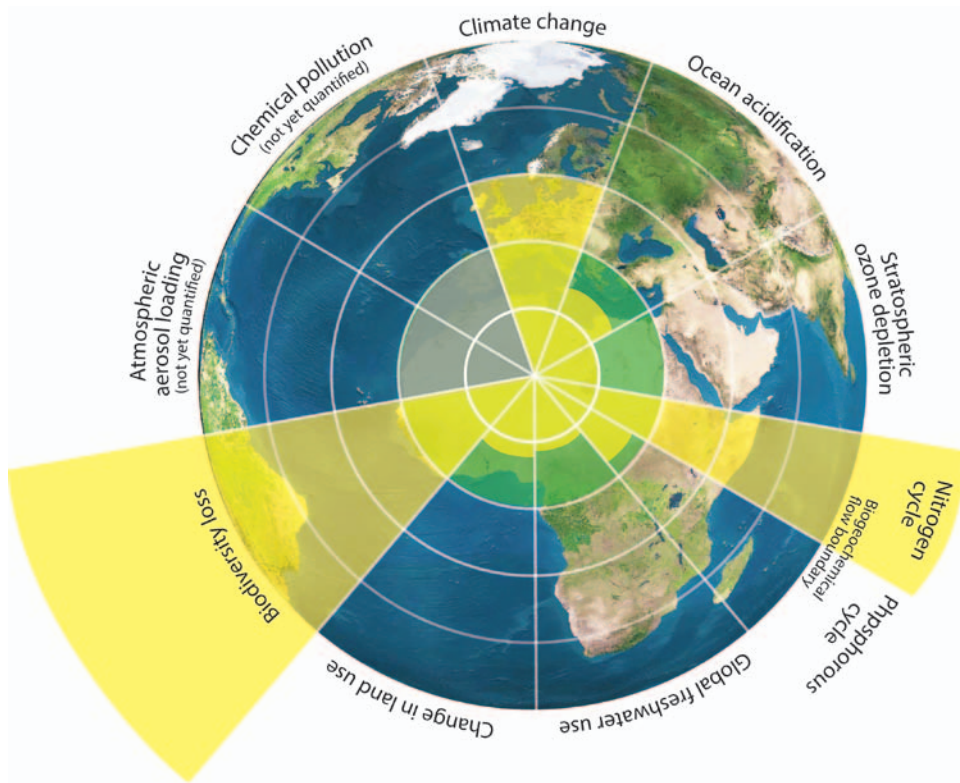 Climate change
Ocean acidification
Stratospheric
ozone depletion
Nitrogen
cycle
Biogeochemical
flow boundary
Phpsphorous
cycle
Global freshwater use
Change in land use
Biodiversity loss
Atmospheric
aerosol loading
(not yet quantified)
Chemical pollution
(not yet quantified)